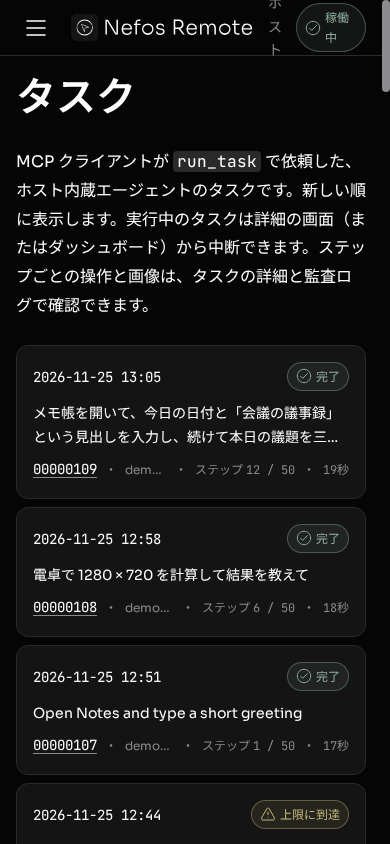 Nefos Remote
ホスト
稼働中
タスク
MCP クライアントが run_task で依頼した、
ホスト内蔵エージェントのタスクです。新しい順
に表示します。実行中のタスクは詳細の画面（ま
たはダッシュボード）から中断できます。ステッ
プごとの操作と画像は、タスクの詳細と監査ロ
グで確認できます。
2026-11-25 13:05 完了
メモ帳を開いて、今日の日付と「会議の議事録」
という見出しを入力し、続けて本日の議題を三…
00000109 ・ dem… ・ ステップ 12 / 50 ・ 19秒
2026-11-25 12:58 完了
電卓で 1280 × 720 を計算して結果を教えて
00000108 ・ demo… ・ ステップ 6 / 50 ・ 18秒
2026-11-25 12:51 完了
Open Notes and type a short greeting
00000107 ・ demo… ・ ステップ 1 / 50 ・ 17秒
2026-11-25 12:44 上限に到達